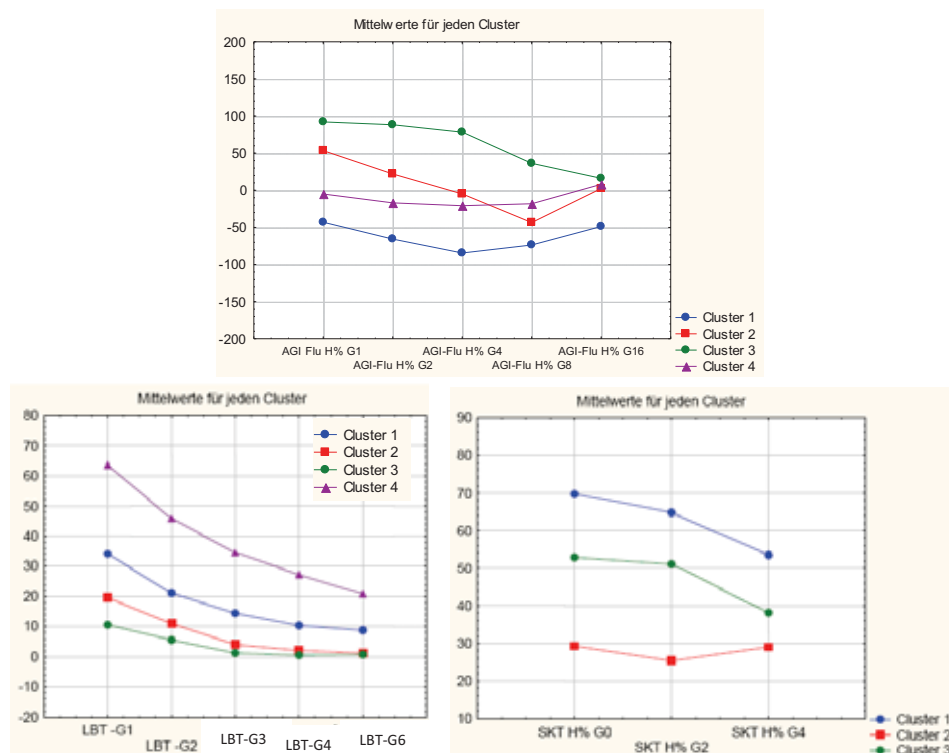 Mittelwerte für jeden Cluster
200
150
100
50
0
-50
-100
-150
-200
AGI Flu H% G1
AGI-Flu H% G2
AGI-Flu H% G4
AGI-Flu H% G8
AGI-Flu H% G16
Cluster 1
Cluster 2
Cluster 3
Cluster 4
Mittelwerte für jeden Cluster
80
70
60
50
40
30
20
10
0
-10
-20
LBT -G1
LBT -G2
LBT-G3
LBT-G4
LBT-G6
Cluster 1
Cluster 2
Cluster 3
Cluster 4
Mittelwerte für jeden Cluster
90
80
70
60
50
40
30
20
10
SKT H% G0
SKT H% G2
SKT H% G4
Cluster 1
Cluster 2
Cluster